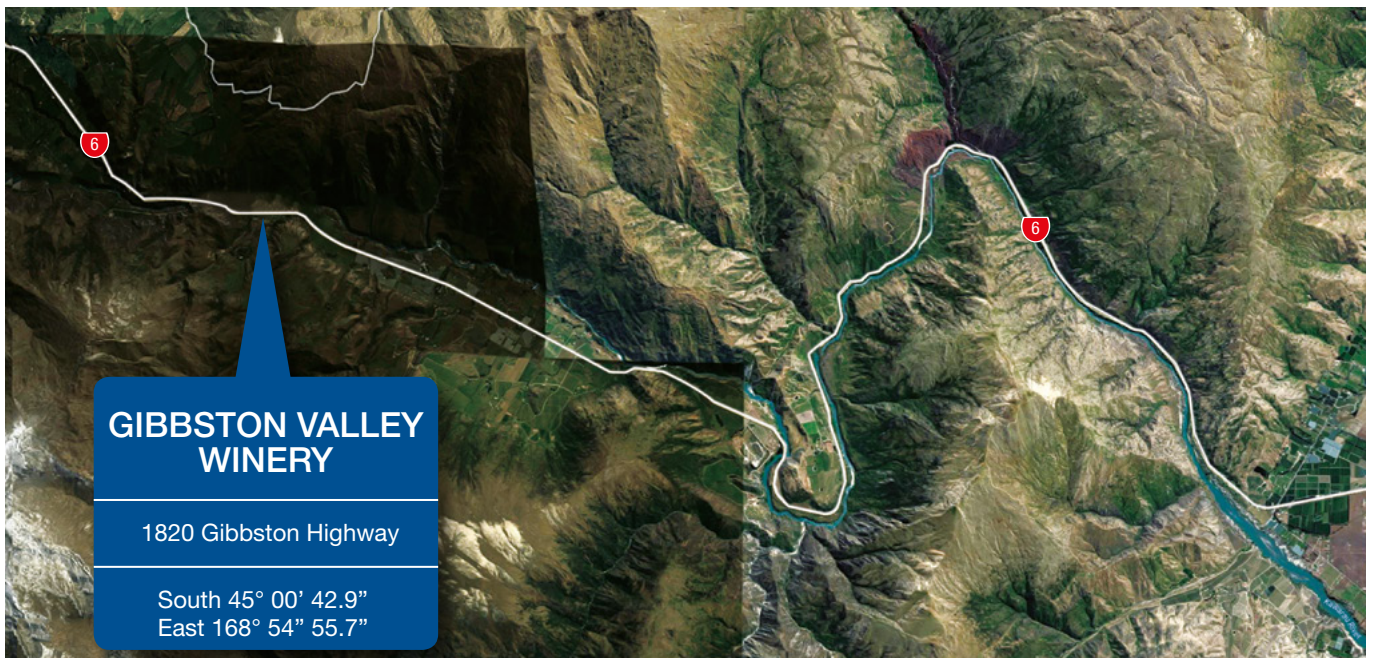 6
6
GIBBSTON VALLEY
WINERY
1820 Gibbston Highway
South 45° 00’ 42.9”
East 168° 54” 55.7”